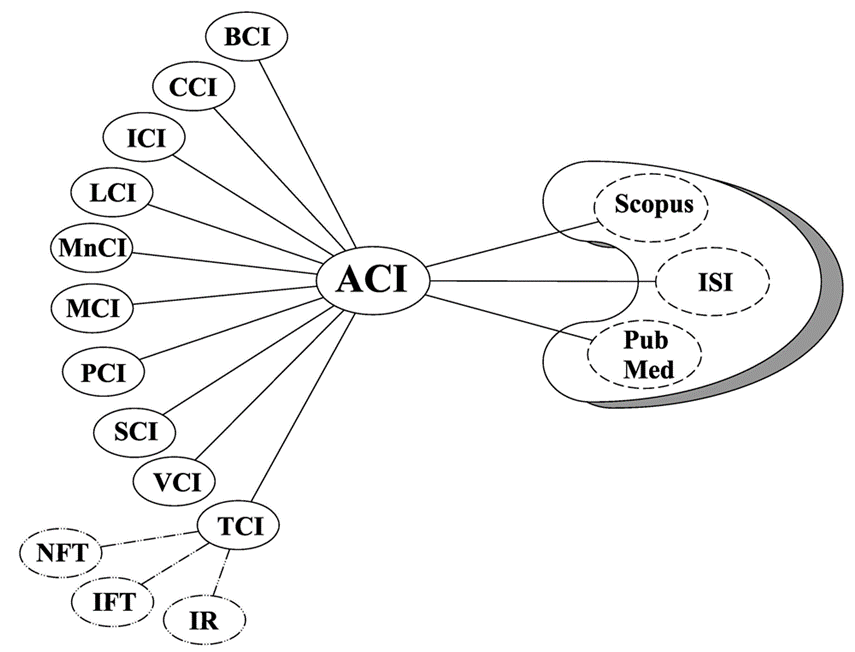 BCI
CCI
ICI
LCI
MnCI
MCI
PCI
SCI
VCI
TCI
NFT
IFT
IR
ACI
Scopus
ISI
Pub
Med